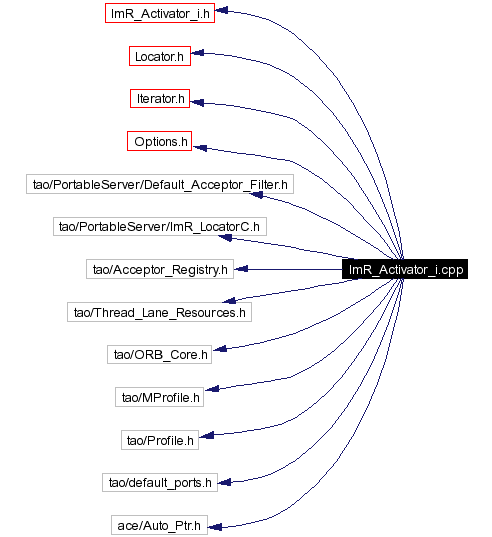 ImR_Activator_i.h
Locator.h
Iterator.h
Options.h
tao/PortableServer/Default_Acceptor_Filter.h
tao/PortableServer/ImR_LocatorC.h
ImR_Activator_i.cpp
tao/Acceptor_Registry.h
tao/Thread_Lane_Resources.h
tao/ORB_Core.h
tao/MProfile.h
tao/Profile.h
tao/default_ports.h
ace/Auto_Ptr.h